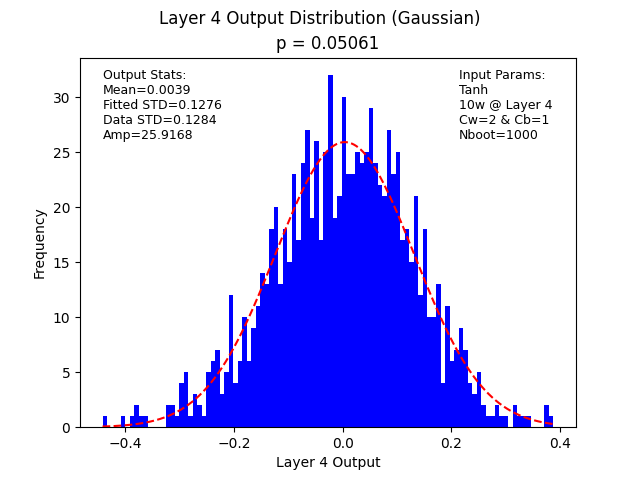 Layer 4 Output Distribution (Gaussian)
p = 0.05061
Output Stats:
Mean=0.0039
Fitted STD=0.1276
Data STD=0.1284
Amp=25.9168
Input Params:
Tanh
10w @ Layer 4
Cw=2 & Cb=1
Nboot=1000
Frequency
30
25
20
15
10
5
0
−0.4
−0.2
0.0
0.2
0.4
Layer 4 Output